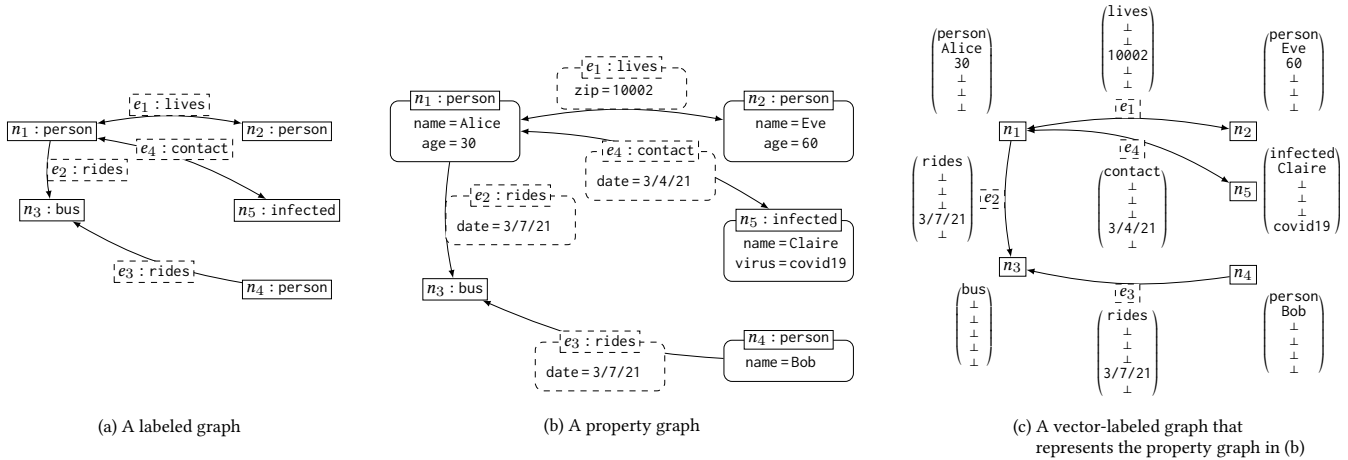 e1 : lives
n1 : person
n2 : person
e4 : contact
e2 : rides
n3 : bus
n5 : infected
e3 : rides
n4 : person
(a) A labeled graph
e1 : lives
zip = 10002
n1 : person
name = Alice
age = 30
n2 : person
name = Eve
age = 60
e4 : contact
date = 3/4/21
e2 : rides
date = 3/7/21
n5 : infected
name = Claire
virus = covid19
n3 : bus
e3 : rides
date = 3/7/21
n4 : person
name = Bob
(b) A property graph
person
Alice
30
⊥
⊥
⊥
lives
⊥
⊥
10002
⊥
⊥
person
Eve
60
⊥
⊥
⊥
e1
n1
n2
e4
rides
⊥
⊥
⊥
3/7/21
⊥
e2
contact
⊥
⊥
⊥
3/4/21
⊥
n5
infected
Claire
⊥
⊥
⊥
covid19
n3
n4
e3
bus
⊥
⊥
⊥
⊥
⊥
rides
⊥
⊥
⊥
3/7/21
⊥
person
Bob
⊥
⊥
⊥
⊥
(c) A vector-labeled graph that
represents the property graph in (b)